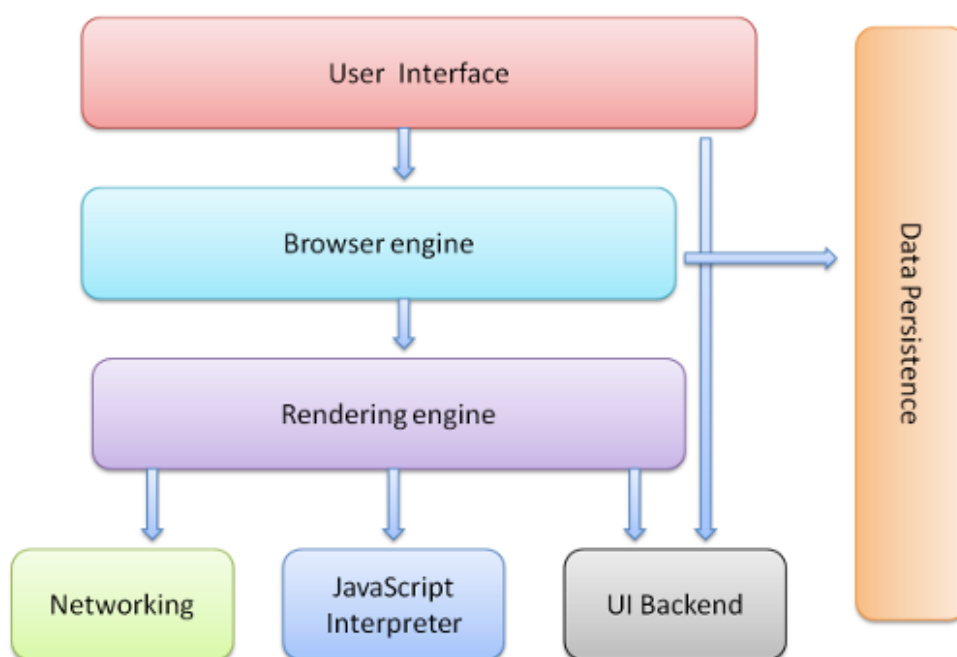 User Interface
Browser engine
Data Persistence
Rendering engine
Networking
JavaScript
Interpreter
UI Backend